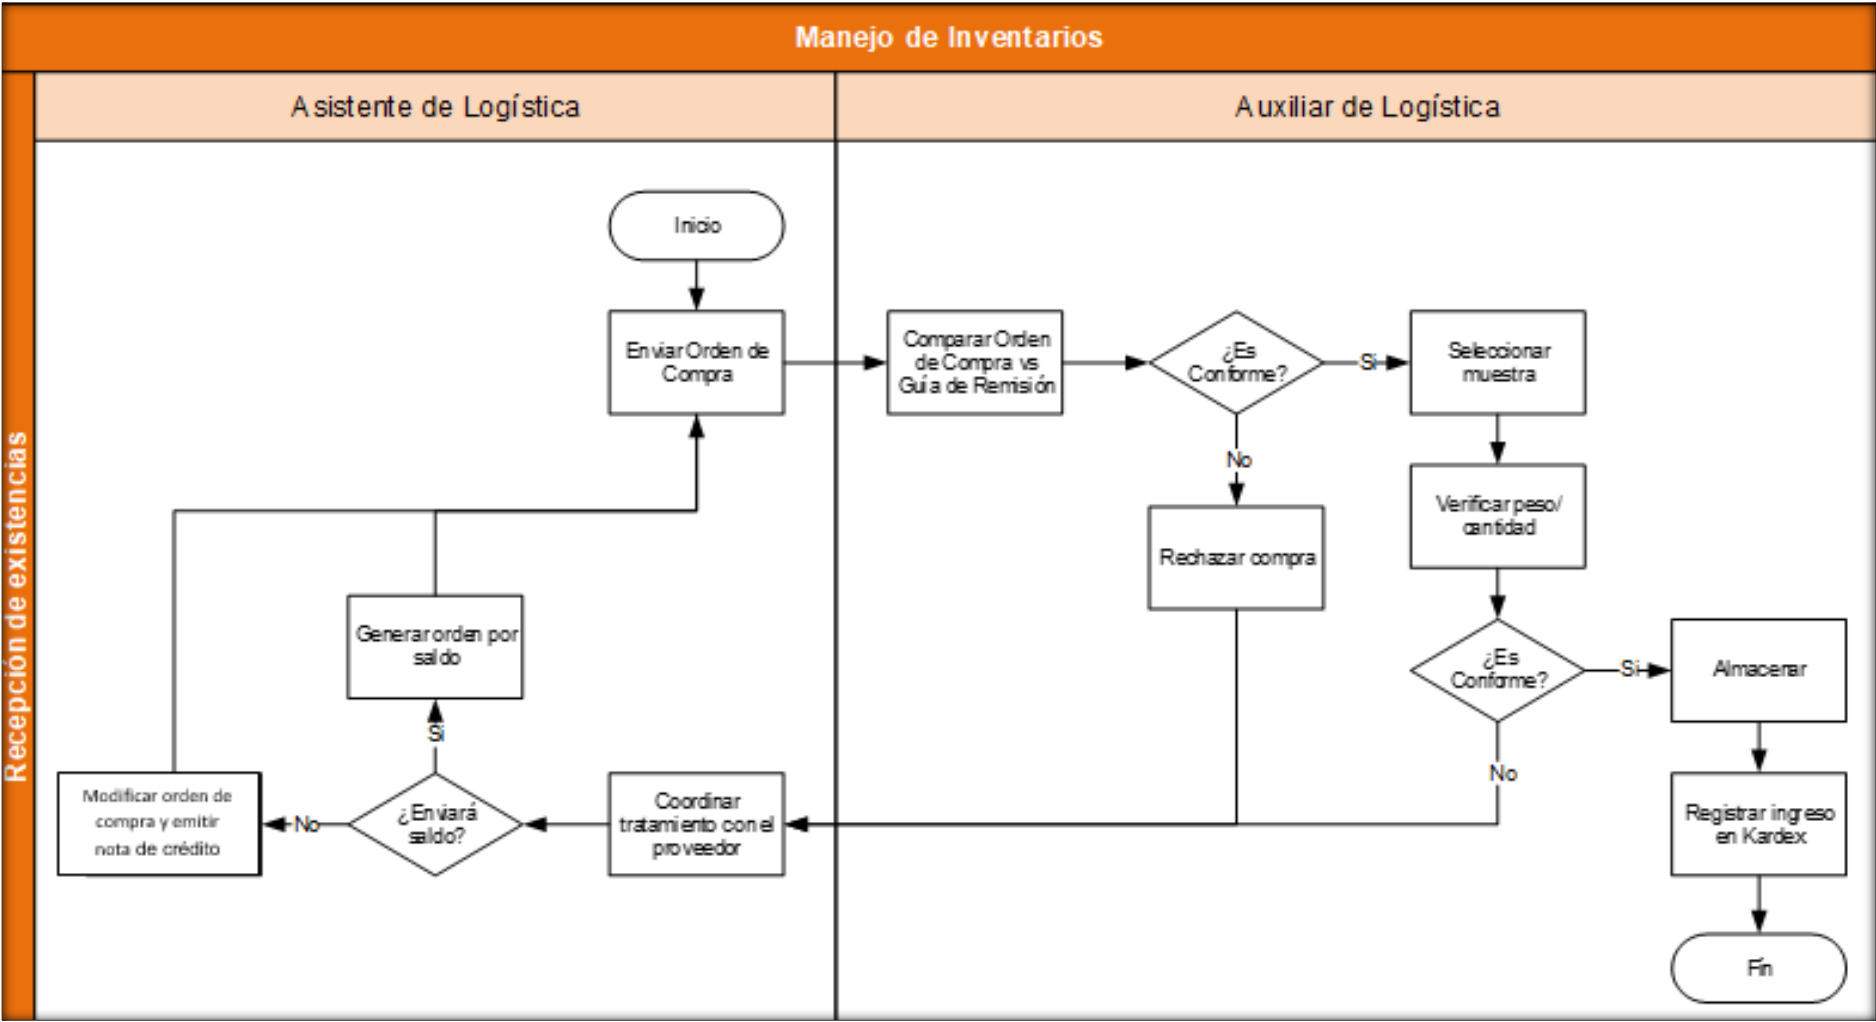 Manejo de Inventarios
Recepción de existencias
Asistente de Logística
Auxiliar de Logística
Inicio
Enviar Orden de
Compra
Comparar Orden
de Compra vs
Guía de Remisión
¿Es
Conforme?
Si
Seleccionar
muestra
No
Verificar peso/
cantidad
Rechazar compra
Generar orden por
saldo
¿Es
Conforme?
Si
Almacenar
Si
No
Modificar orden de
compra y emitir
nota de crédito
No
¿Enviará
saldo?
Coordinar
tratamiento con el
proveedor
Registrar ingreso
en Kardex
Fin